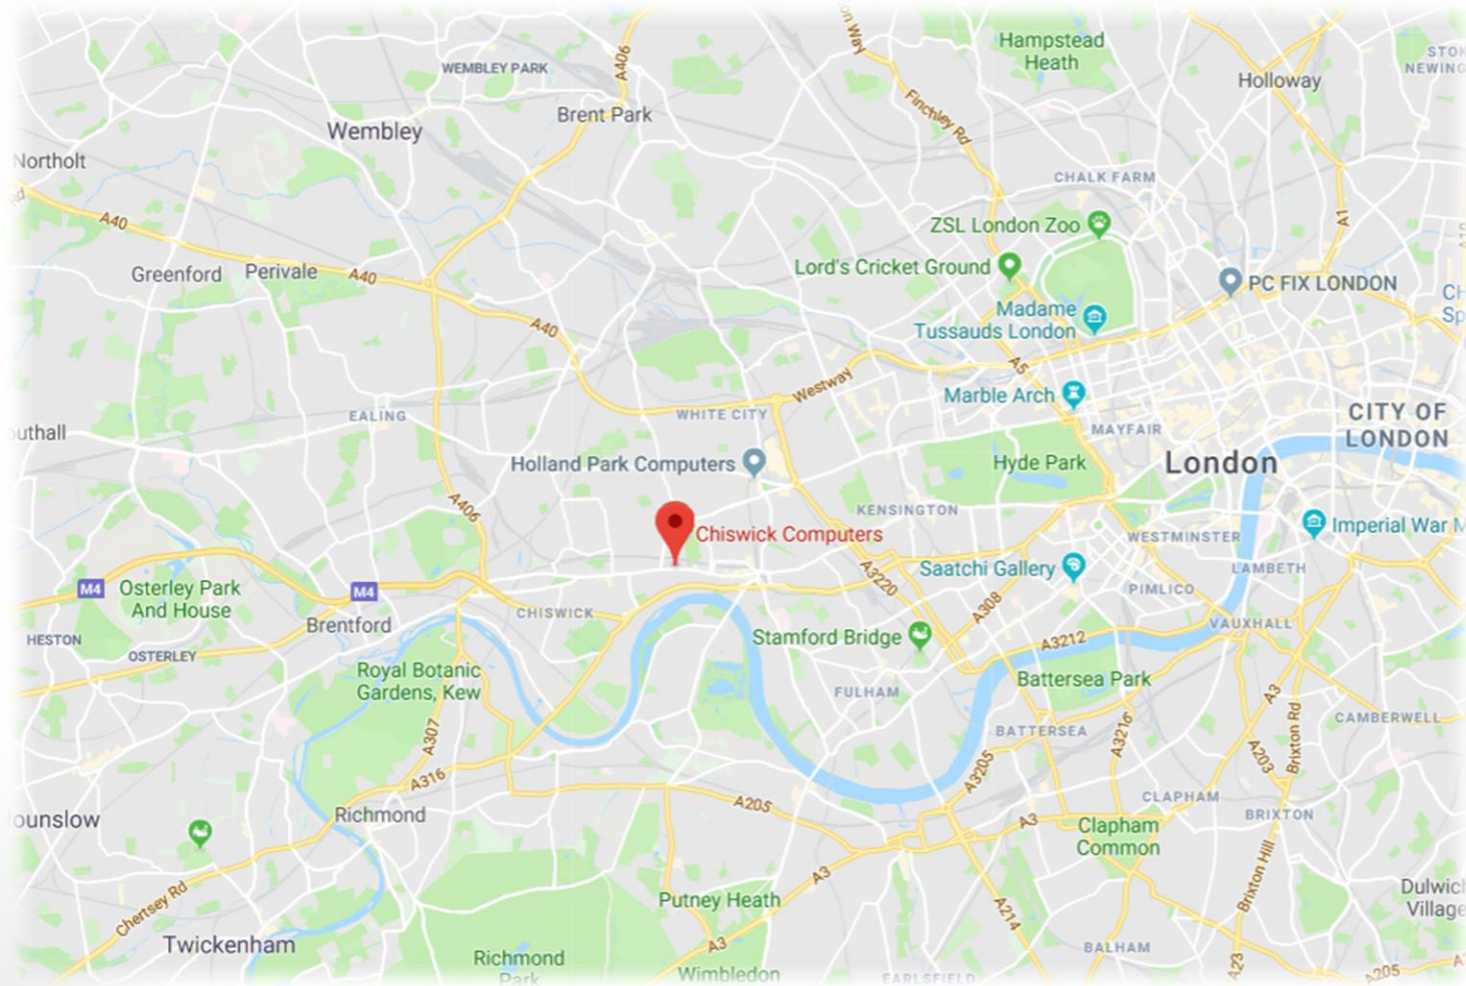 Hampstead
Heath
STOK
NEWING
WEMBLEY PARK
A406
Holloway
Finchley Rd
Brent Park
Wembley
Northolt
CHALK FARM
A40
ZSL London Zoo
A1
Lord's Cricket Ground
Greenford
Perivale
A40
PC FIX LONDON
Madame
Tussauds London
A40
A5
Westway
Marble Arch
EALING
WHITE CITY
MAYFAIR
CITY OF
LONDON
outhall
Holland Park Computers
Hyde Park
London
A406
KENSINGTON
Chiswick Computers
WESTMINSTER
Imperial War M
Saatchi Gallery
LAMBETH
A3220
M4
Osterley Park
And House
M4
PIMLICO
A308
CHISWICK
Brentford
VAUXHALL
HESTON
OSTERLEY
Stamford Bridge
A3212
Royal Botanic
Gardens, Kew
Battersea Park
FULHAM
A3
A307
CAMBERWELL
BATTERSEA
A3216
Brixton Rd
A203
A316
A3205
CLAPHAM
A205
Richmond
BRIXTON
ounslow
A3
Clapham
Common
A3
Brixton Hill
Chertsey Rd
Putney Heath
Dulwich
Village
A214
Twickenham
A3
BALHAM
Richmond
Park
Wimbledon
EARLSFIELD
A23
A205